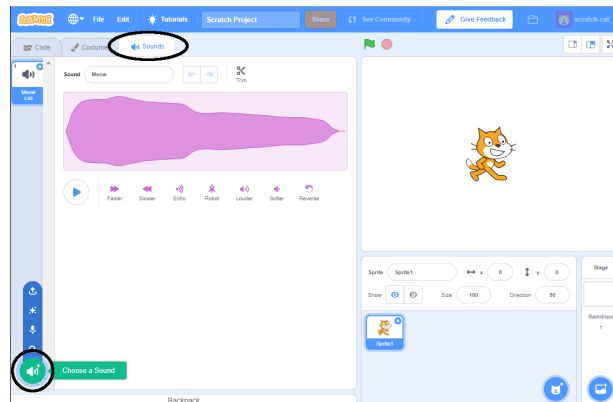 SCRATCH
File Edit Tutorials Scratch Project Share See Community Give Feedback scratch-cat
Code Costumes Sounds
1
Meow
Sound Meow Trim
Faster Slower Echo Robot Louder Softer Reverse
Choose a Sound
Backpack
Sprite Sprite1 x 0 y 0
Show Size 100 Direction 90
Sprite1
Stage
Backdrops
1